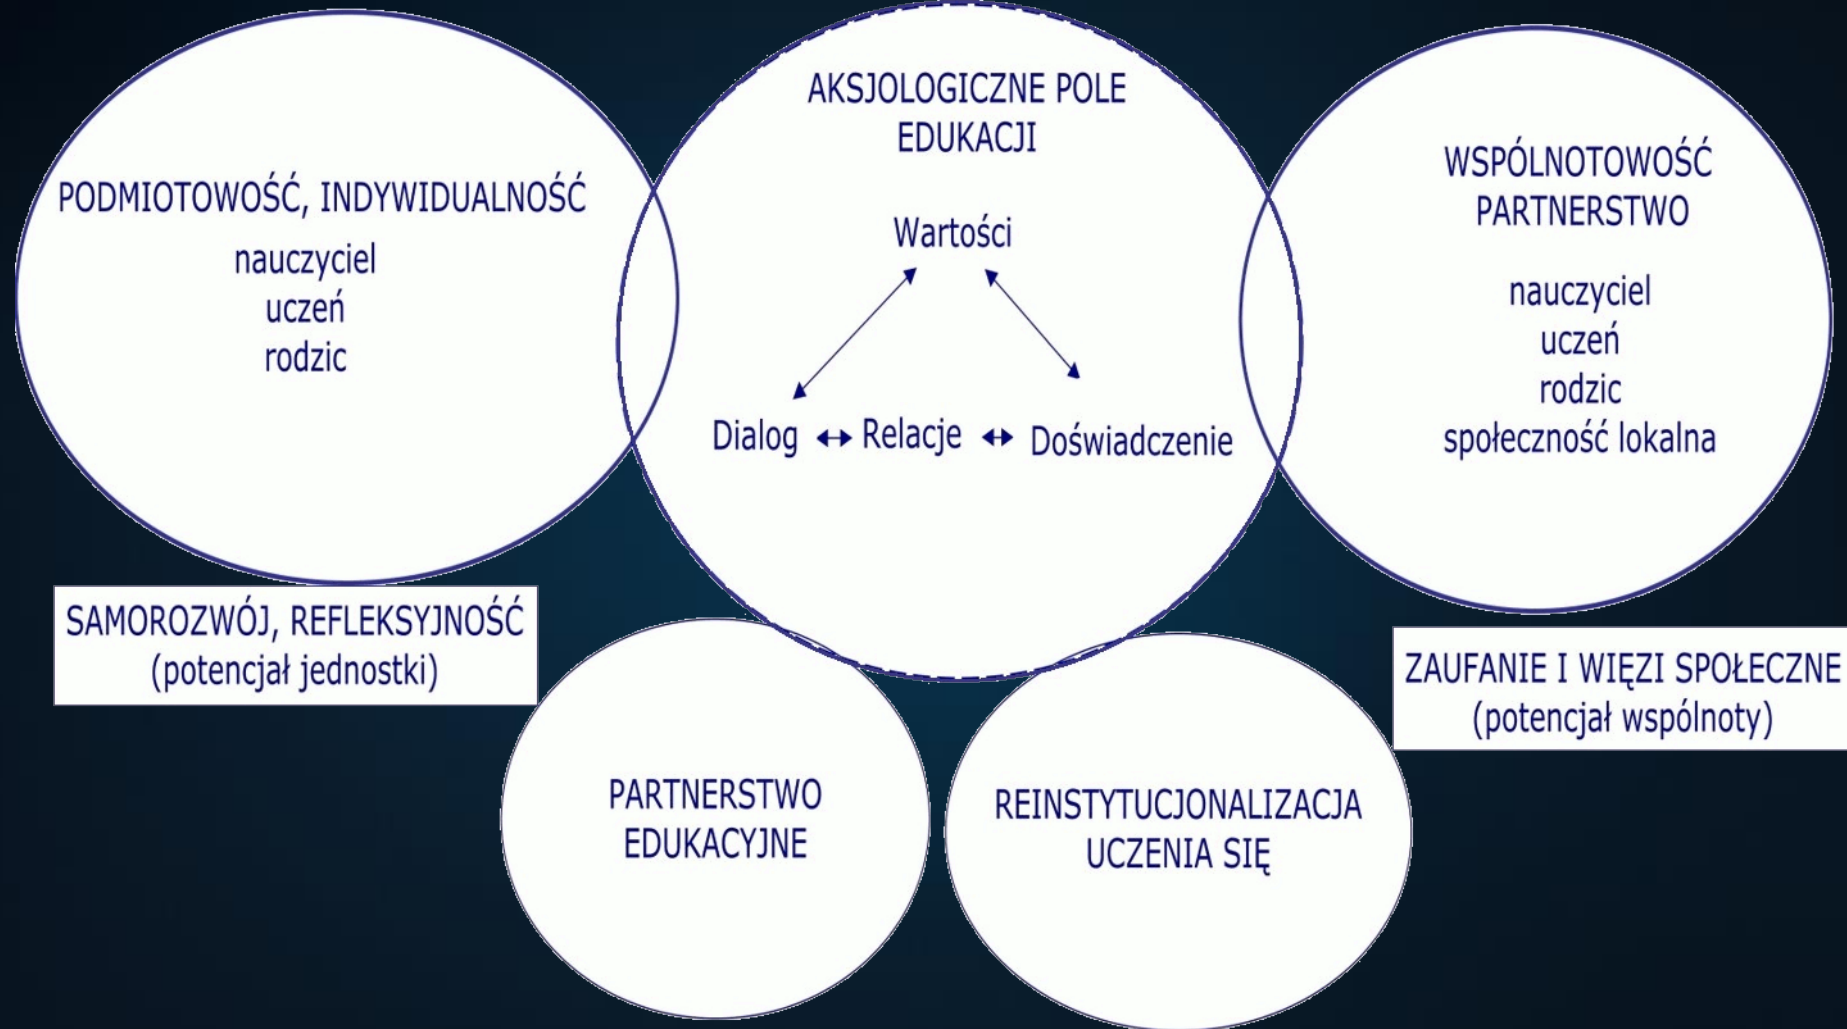 PODMIOTOWOŚĆ, INDYWIDUALNOŚĆ
nauczyciel
uczeń
rodzic
SAMOROZWÓJ, REFLEKSYJNOŚĆ
(potencjał jednostki)
AKSJOLOGICZNE POLE
EDUKACJI
Wartości
Dialog
Relacje
Doświadczenie
WSPÓLNOTOWOŚĆ
PARTNERSTWO
nauczyciel
uczeń
rodzic
społeczność lokalna
ZAUFANIE I WIĘZI SPOŁECZNE
(potencjał wspólnoty)
PARTNERSTWO
EDUKACYJNE
REINSTYTUCJONALIZACJA
UCZENIA SIĘ